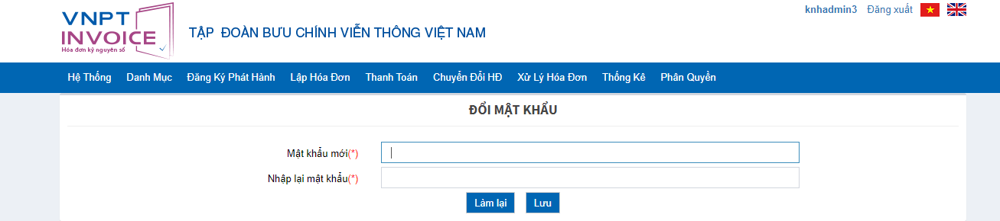 knhadmin3 Đăng xuất
VNPT
INVOICE
Hóa đơn kỷ nguyên số
TẬP ĐOÀN BƯU CHÍNH VIỄN THÔNG VIỆT NAM
Hệ Thống Danh Mục Đăng Ký Phát Hành Lập Hóa Đơn Thanh Toán Chuyển Đổi HĐ Xử Lý Hóa Đơn Thống Kê Phân Quyền
ĐỔI MẬT KHẨU
Mật khẩu mới(*)
Nhập lại mật khẩu(*)
Làm lại Lưu